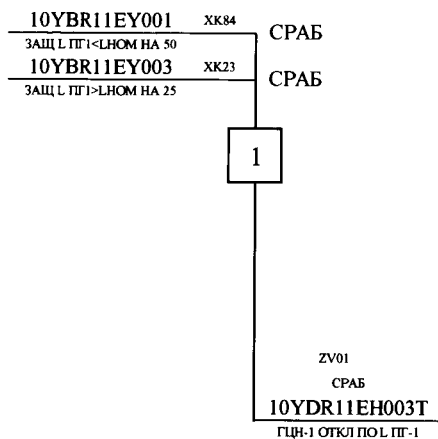 10YBR11EY001 XK84 СРАБ
ЗАЩ L ПГ1<LНОМ НА 50
10YBR11EY003 XK23 СРАБ
ЗАЩ L ПГ1>LНОМ НА 25
1
ZV01
СРАБ
10YDR11EH003T
ГЦН-1 ОТКЛ ПО L ПГ-1